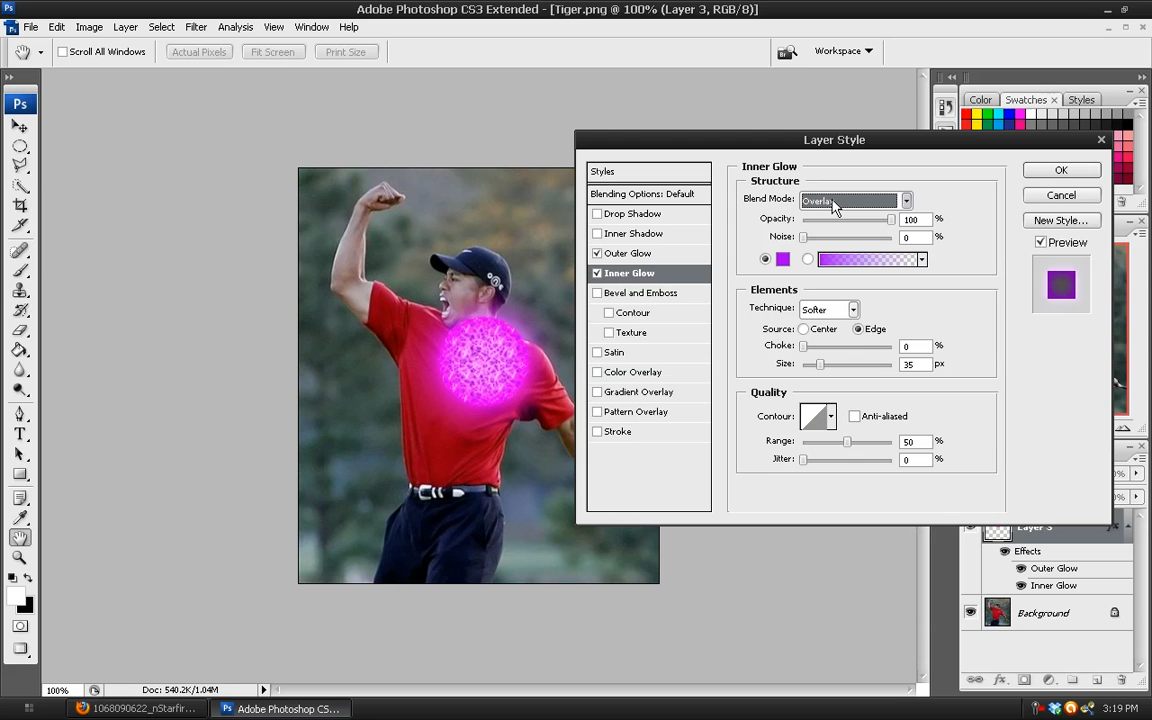 Adobe Photoshop CS3 Extended - [Tiger.png @ 100% (Layer 3, RGB/8)]
File Edit Image Layer Select Filter Analysis View Window Help
Scroll All Windows Actual Pixels Fit Screen Print Size Workspace
Ps
Color Swatches Styles
Layer Style
Styles
Blending Options: Default
Drop Shadow
Inner Shadow
Outer Glow
Inner Glow
Bevel and Emboss
Contour
Texture
Satin
Color Overlay
Gradient Overlay
Pattern Overlay
Stroke
Inner Glow
Structure
Blend Mode: Overlay
Opacity: 100 %
Noise: 0 %
Elements
Technique: Softer
Source: Center Edge
Choke: 0 %
Size: 35 px
Quality
Contour: Anti-aliased
Range: 50 %
Jitter: 0 %
OK
Cancel
New Style...
Preview
Layer 3
Effects
Outer Glow
Inner Glow
Background
100% Doc: 540.2K/1.04M
1068090622_nStarfir... Adobe Photoshop CS... 3:19 PM